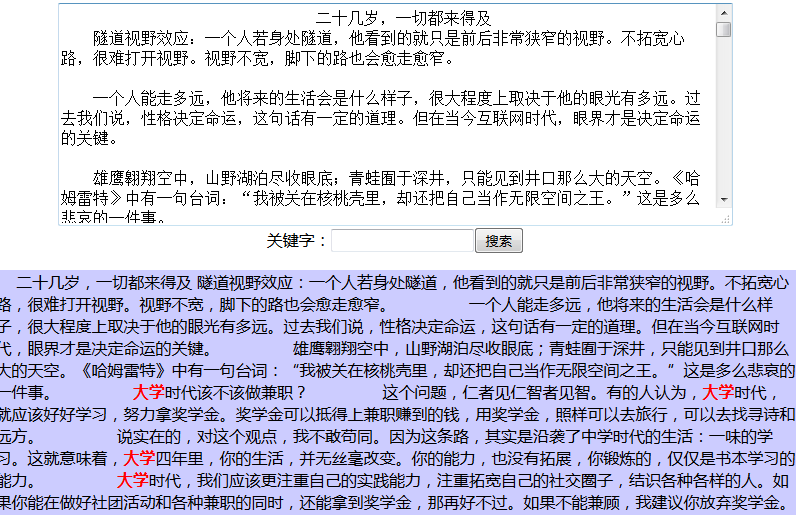 二十几岁，一切都来得及
隧道视野效应：一个人若身处隧道，他看到的就只是前后非常狭窄的视野。不拓宽心
路，很难打开视野。视野不宽，脚下的路也会愈走愈窄。
一个人能走多远，他将来的生活会是什么样子，很大程度上取决于他的眼光有多远。过
去我们说，性格决定命运，这句话有一定的道理。但在当今互联网时代，眼界才是决定命运
的关键。
雄鹰翱翔空中，山野湖泊尽收眼底；青蛙囿于深井，只能见到井口那么大的天空。《哈
姆雷特》中有一句台词：“我被关在核桃壳里，却还把自己当作无限空间之王。”这是多么
悲哀的一件事。
关键字： 搜索
二十几岁，一切都来得及 隧道视野效应：一个人若身处隧道，他看到的就只是前后非常狭窄的视野。不拓宽心
路，很难打开视野。视野不宽，脚下的路也会愈走愈窄。 一个人能走多远，他将来的生活会是什么样
子，很大程度上取决于他的眼光有多远。过去我们说，性格决定命运，这句话有一定的道理。但在当今互联网时
代，眼界才是决定命运的关键。 雄鹰翱翔空中，山野湖泊尽收眼底；青蛙囿于深井，只能见到井口那么
大的天空。《哈姆雷特》中有一句台词：“我被关在核桃壳里，却还把自己当作无限空间之王。”这是多么悲哀的
一件事。 大学时代该不该做兼职？ 这个问题，仁者见仁智者见智。有的人认为，大学时代，
就应该好好学习，努力拿奖学金。奖学金可以抵得上兼职赚到的钱，用奖学金，照样可以去旅行，可以去找寻诗和
远方。 说实在的，对这个观点，我不敢苟同。因为这条路，其实是沿袭了中学时代的生活：一味的学
习。这就意味着，大学四年里，你的生活，并无丝毫改变。你的能力，也没有拓展，你锻炼的，仅仅是书本学习的
能力。 大学时代，我们应该更注重自己的实践能力，注重拓宽自己的社交圈子，结识各种各样的人。如
果你能在做好社团活动和各种兼职的同时，还能拿到奖学金，那再好不过。如果不能兼顾，我建议你放弃奖学金。